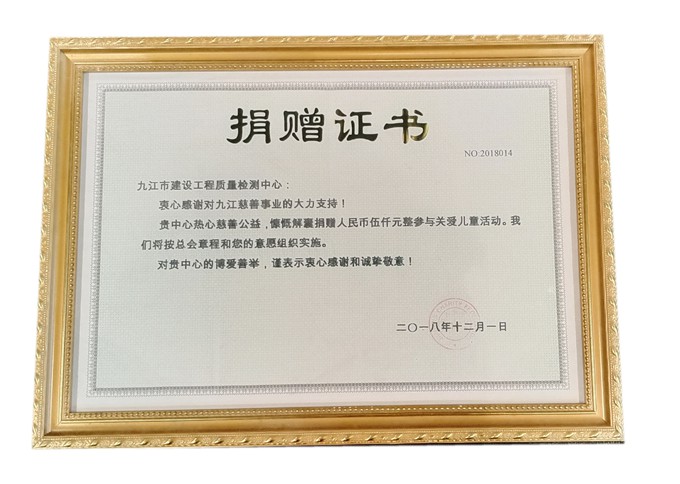 捐赠证书
NO:2018014
九江市建设工程质量检测中心：
衷心感谢对九江慈善事业的大力支持！
贵中心热心慈善公益，慷慨解囊捐赠人民币伍仟元整参与关爱儿童活动。我
们将按总会章程和您的意愿组织实施。
对贵中心的博爱善举，谨表示衷心感谢和诚挚敬意！
二〇一八年十二月一日